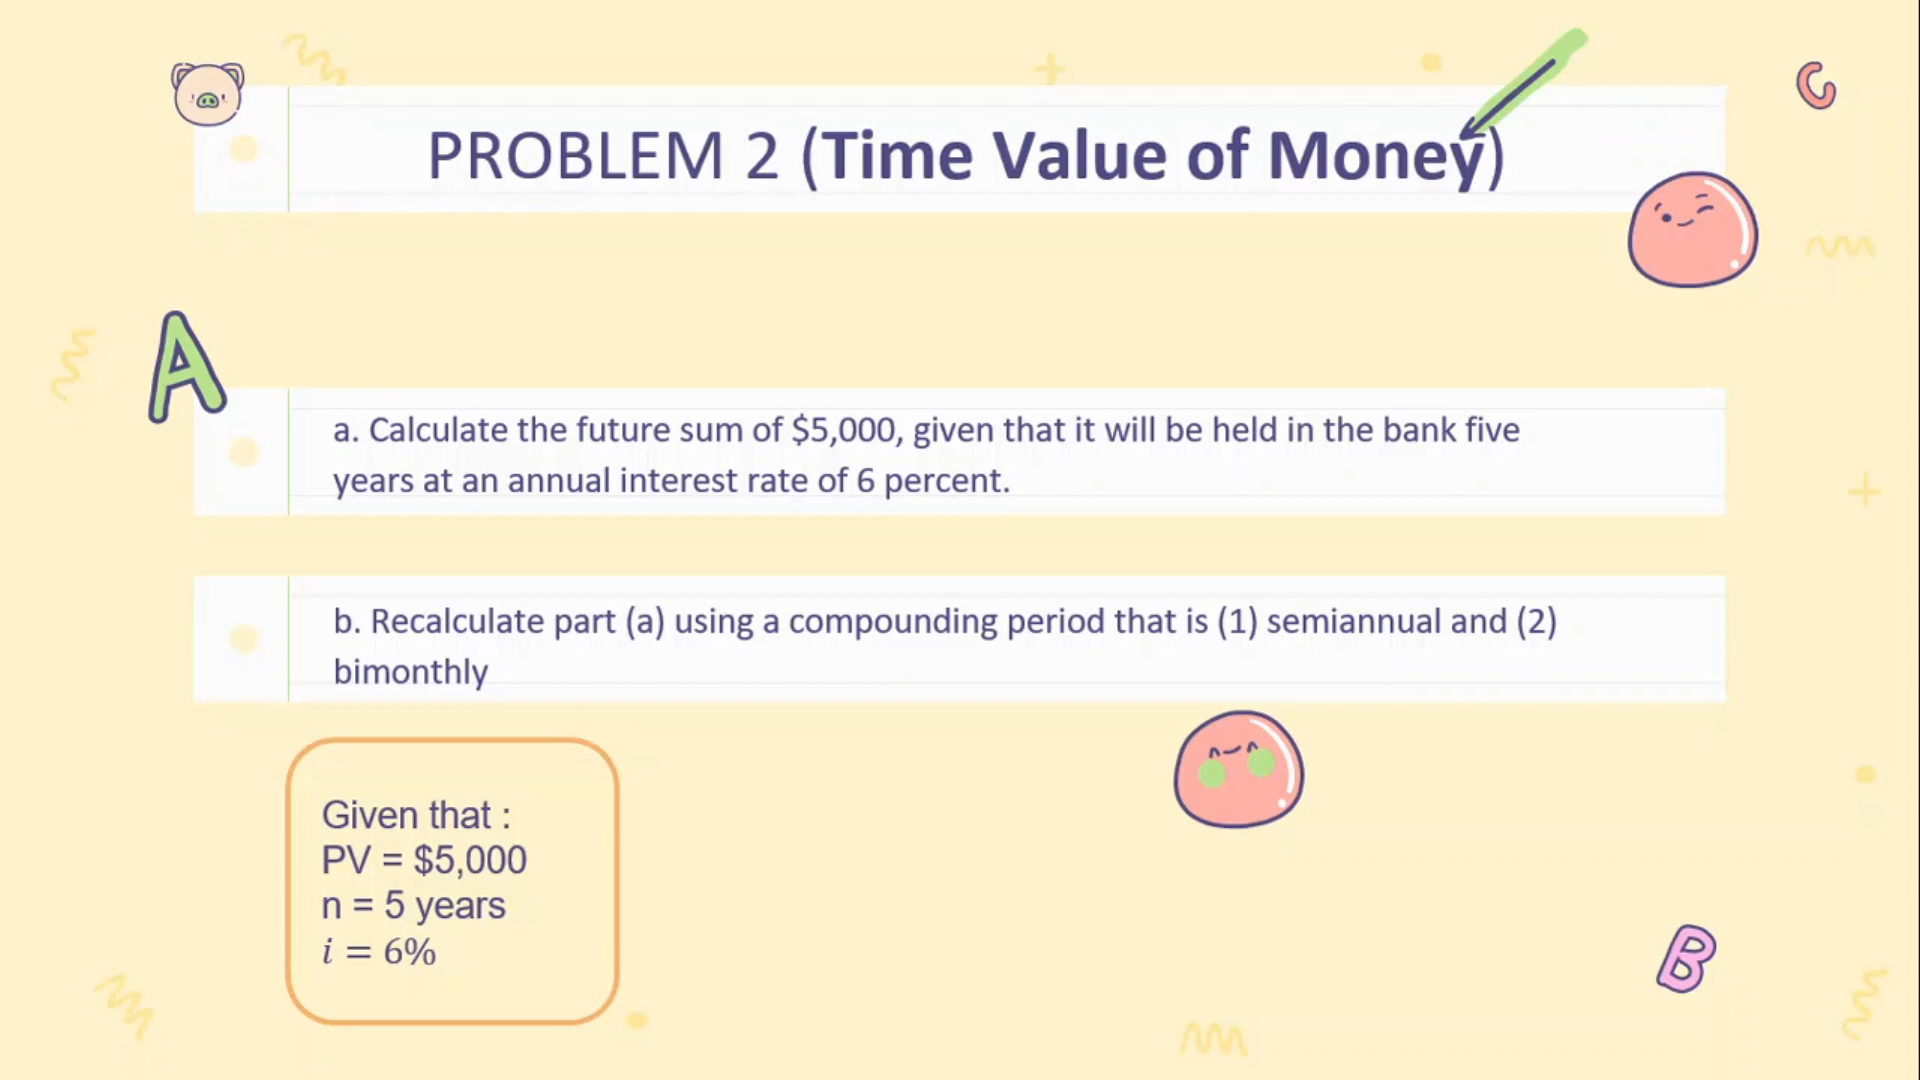 C
PROBLEM 2 (Time Value of Money)
A
a. Calculate the future sum of $5,000, given that it will be held in the bank five
years at an annual interest rate of 6 percent.
b. Recalculate part (a) using a compounding period that is (1) semiannual and (2)
bimonthly
Given that :
PV = $5,000
n = 5 years
i = 6%
B